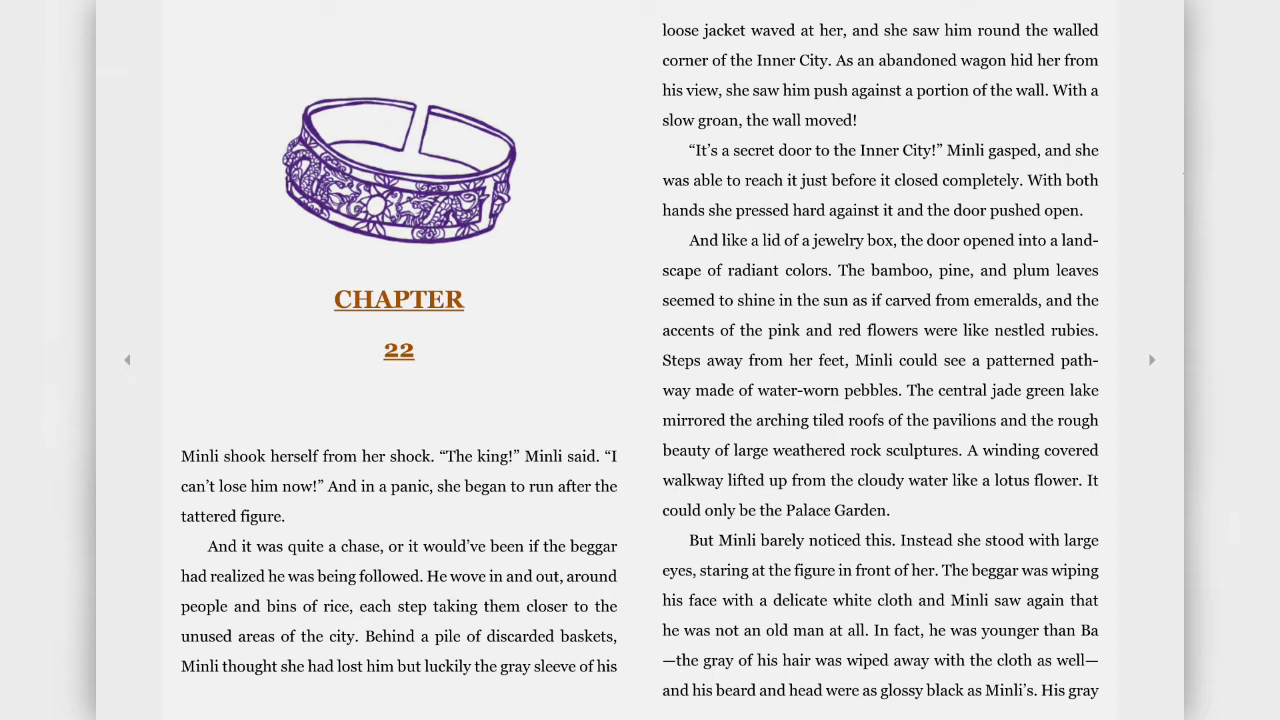 CHAPTER
22
Minli shook herself from her shock. “The king!” Minli said. “I
can’t lose him now!” And in a panic, she began to run after the
tattered figure.
And it was quite a chase, or it would’ve been if the beggar
had realized he was being followed. He wove in and out, around
people and bins of rice, each step taking them closer to the
unused areas of the city. Behind a pile of discarded baskets,
Minli thought she had lost him but luckily the gray sleeve of his
loose jacket waved at her, and she saw him round the walled
corner of the Inner City. As an abandoned wagon hid her from
his view, she saw him push against a portion of the wall. With a
slow groan, the wall moved!
“It’s a secret door to the Inner City!” Minli gasped, and she
was able to reach it just before it closed completely. With both
hands she pressed hard against it and the door pushed open.
And like a lid of a jewelry box, the door opened into a land-
scape of radiant colors. The bamboo, pine, and plum leaves
seemed to shine in the sun as if carved from emeralds, and the
accents of the pink and red flowers were like nestled rubies.
Steps away from her feet, Minli could see a patterned path-
way made of water-worn pebbles. The central jade green lake
mirrored the arching tiled roofs of the pavilions and the rough
beauty of large weathered rock sculptures. A winding covered
walkway lifted up from the cloudy water like a lotus flower. It
could only be the Palace Garden.
But Minli barely noticed this. Instead she stood with large
eyes, staring at the figure in front of her. The beggar was wiping
his face with a delicate white cloth and Minli saw again that
he was not an old man at all. In fact, he was younger than Ba
—the gray of his hair was wiped away with the cloth as well—
and his beard and head were as glossy black as Minli’s. His gray